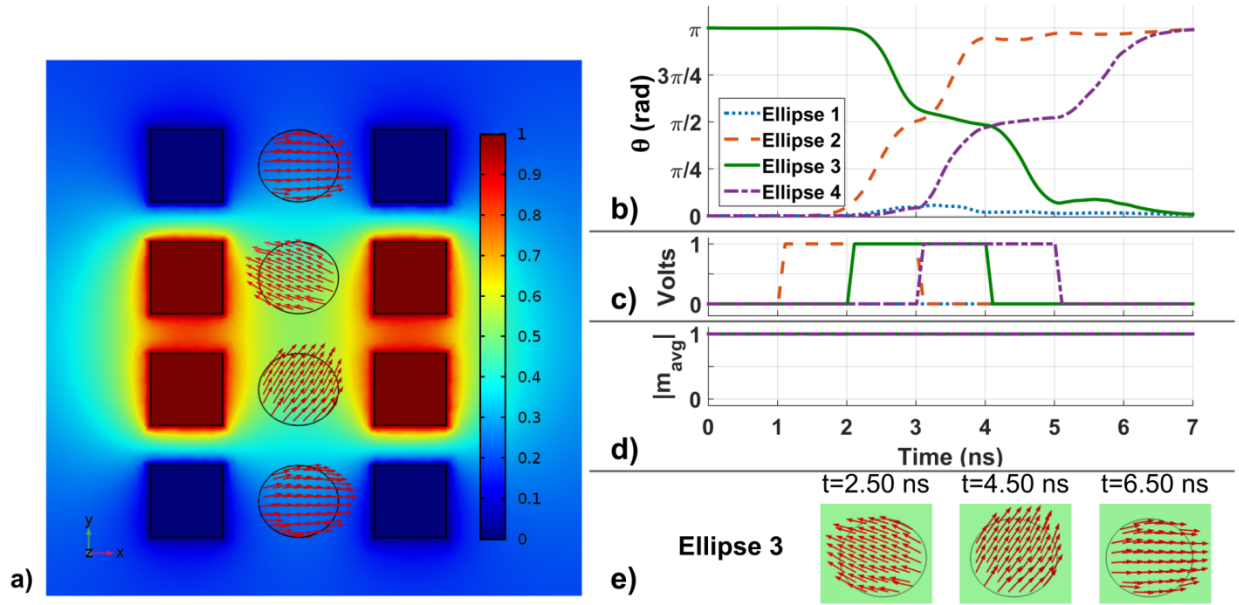 a)
y
z
x
1
0.9
0.8
0.7
0.6
0.5
0.4
0.3
0.2
0.1
0
b)
θ (rad)
π
3π/4
π/2
π/4
0
Ellipse 1
Ellipse 2
Ellipse 3
Ellipse 4
c)
Volts
1
0
d)
|m_avg|
1
0
0 1 2 3 4 5 6 7
Time (ns)
e)
t=2.50 ns t=4.50 ns t=6.50 ns
Ellipse 3